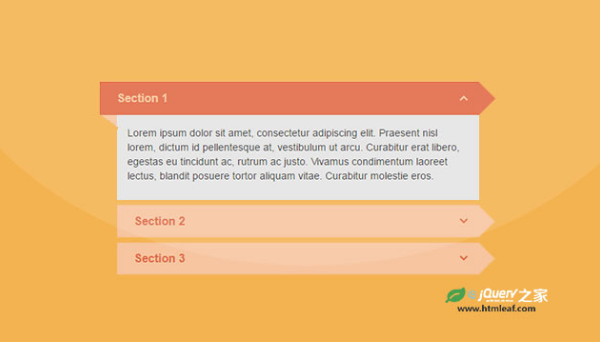 Section 1
Lorem ipsum dolor sit amet, consectetur adipiscing elit. Praesent nisl
lorem, dictum id pellentesque at, vestibulum ut arcu. Curabitur erat libero,
egestas eu tincidunt ac, rutrum ac justo. Vivamus condimentum laoreet
lectus, blandit posuere tortor aliquam vitae. Curabitur molestie eros.
Section 2
Section 3
jQuery之家
www.htmleaf.com